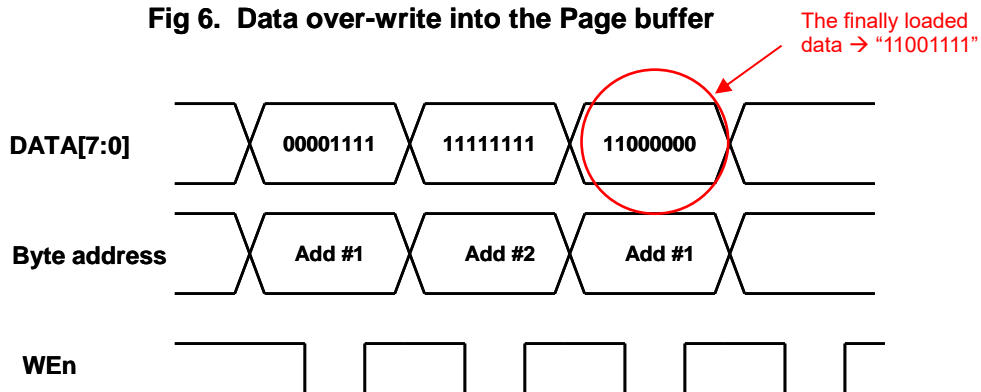 Fig 6. Data over-write into the Page buffer
The finally loaded
data → “11001111”
DATA[7:0]
00001111
11111111
11000000
Byte address
Add #1
Add #2
Add #1
WEn